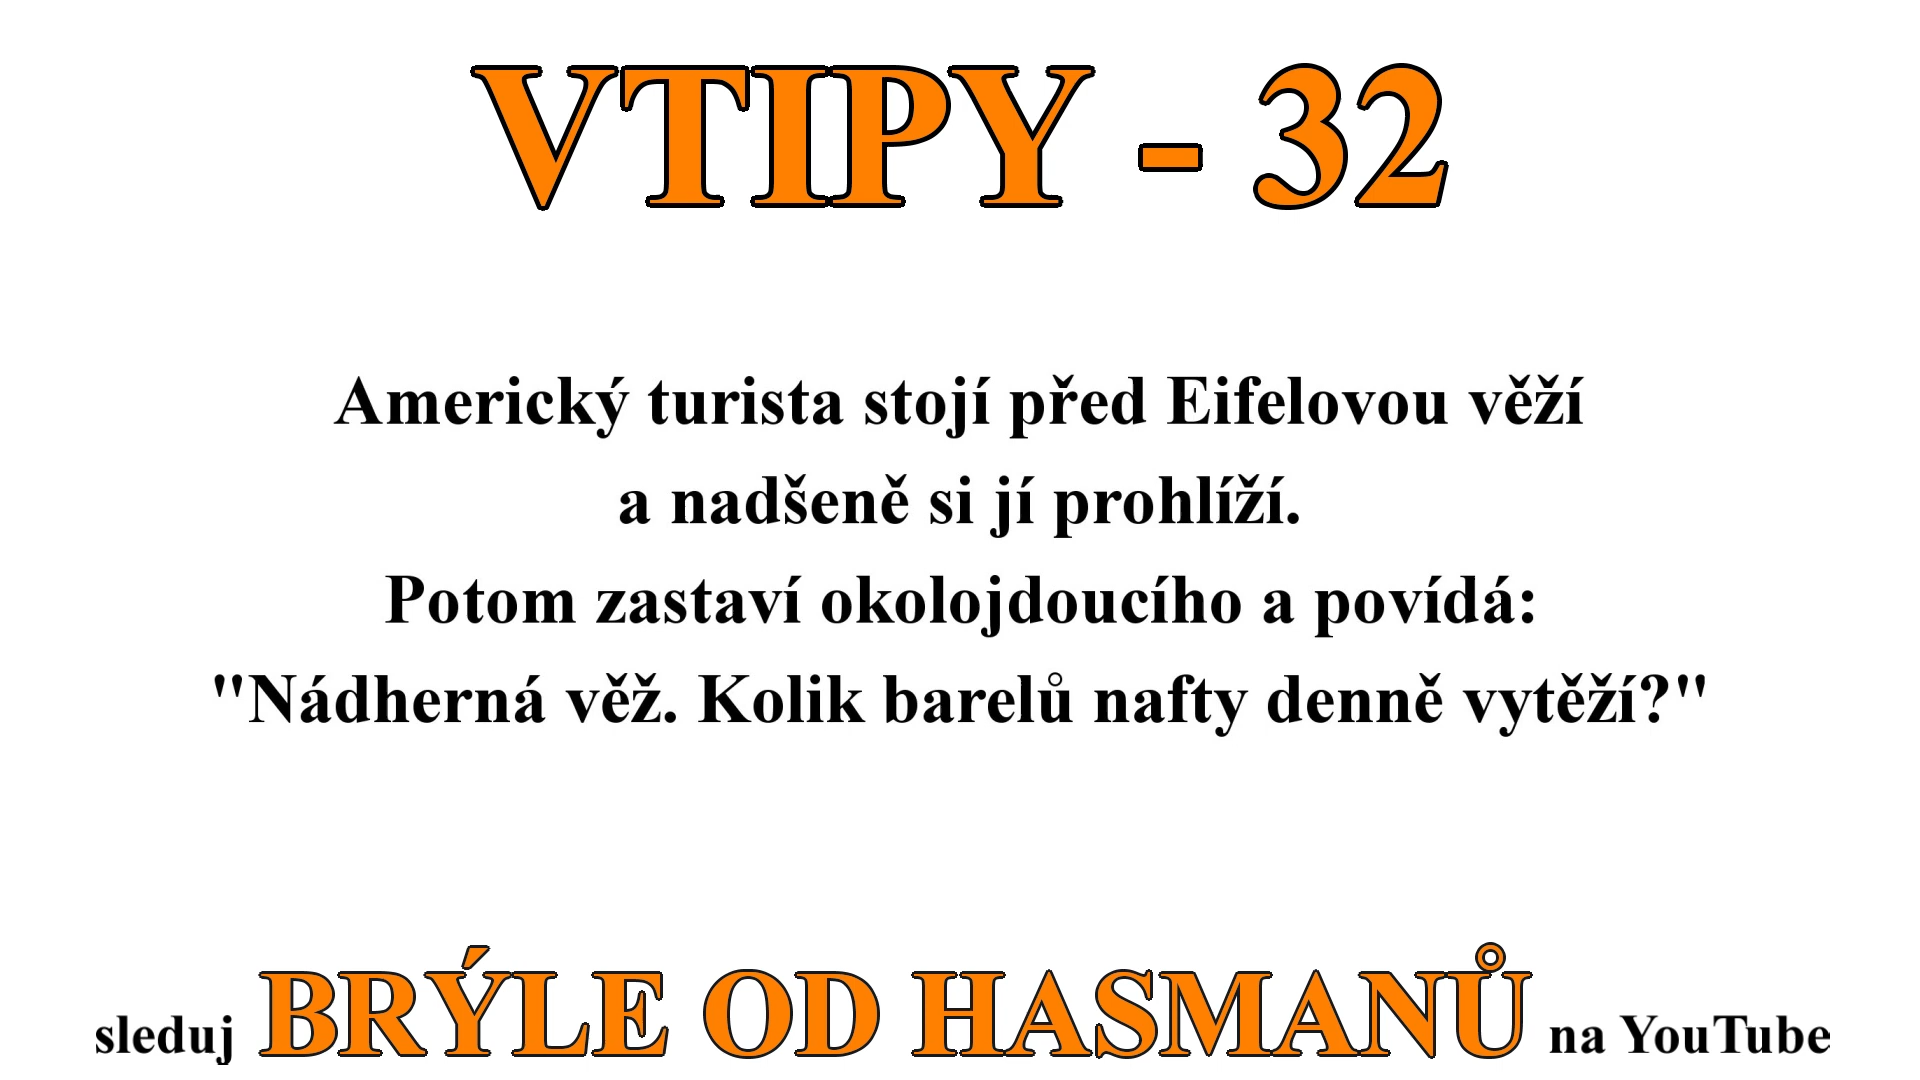 VTIPY - 32
Americký turista stojí před Eifelovou věží
a nadšeně si jí prohlíží.
Potom zastaví okolojdoucího a povídá:
"Nádherná věž. Kolik barelů nafty denně vytěží?"
sleduj BRÝLE OD HASMANŮ na YouTube